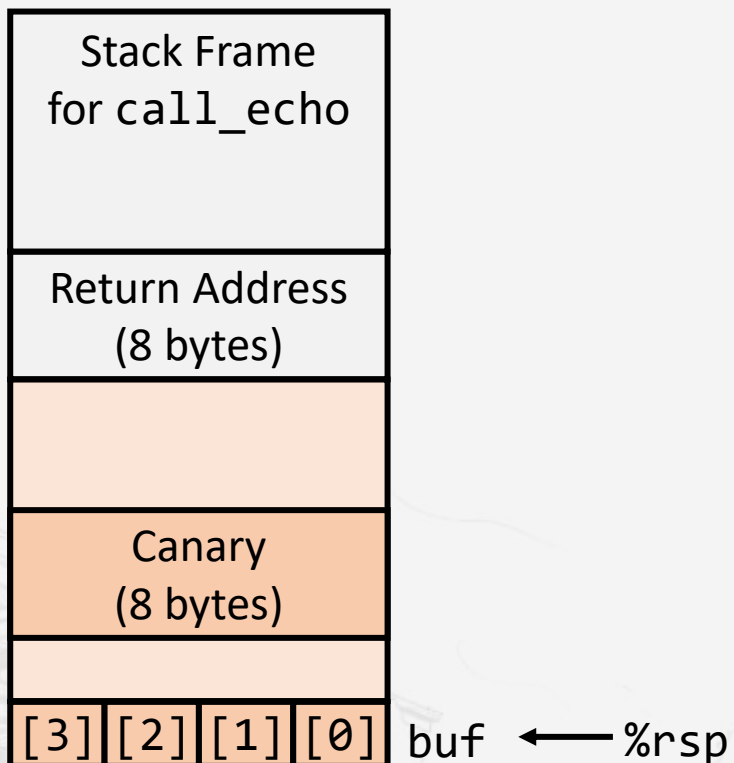 Stack Frame
for call_echo
Return Address
(8 bytes)
Canary
(8 bytes)
[3] [2] [1] [0] buf %rsp